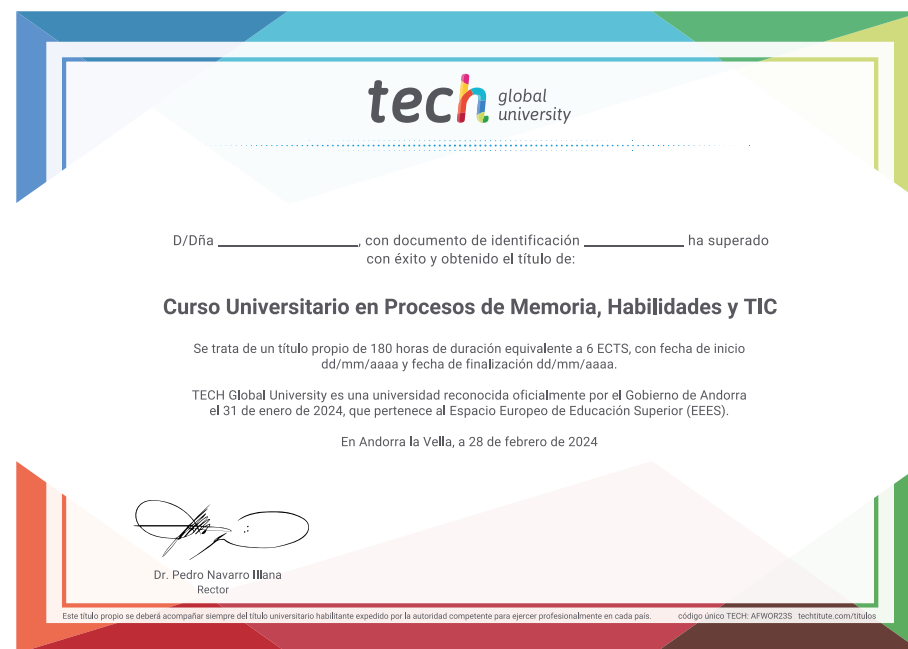 tech global university
D/Dña ____________________, con documento de identificación ______________ ha superado
con éxito y obtenido el título de:
Curso Universitario en Procesos de Memoria, Habilidades y TIC
Se trata de un título propio de 180 horas de duración equivalente a 6 ECTS, con fecha de inicio
dd/mm/aaaa y fecha de finalización dd/mm/aaaa.
TECH Global University es una universidad reconocida oficialmente por el Gobierno de Andorra
el 31 de enero de 2024, que pertenece al Espacio Europeo de Educación Superior (EEES).
En Andorra la Vella, a 28 de febrero de 2024
Dr. Pedro Navarro Illana
Rector
Este título propio se deberá acompañar siempre del título universitario habilitante expedido por la autoridad competente para ejercer profesionalmente en cada país. código único TECH: AFWOR23S techtitute.com/titulos